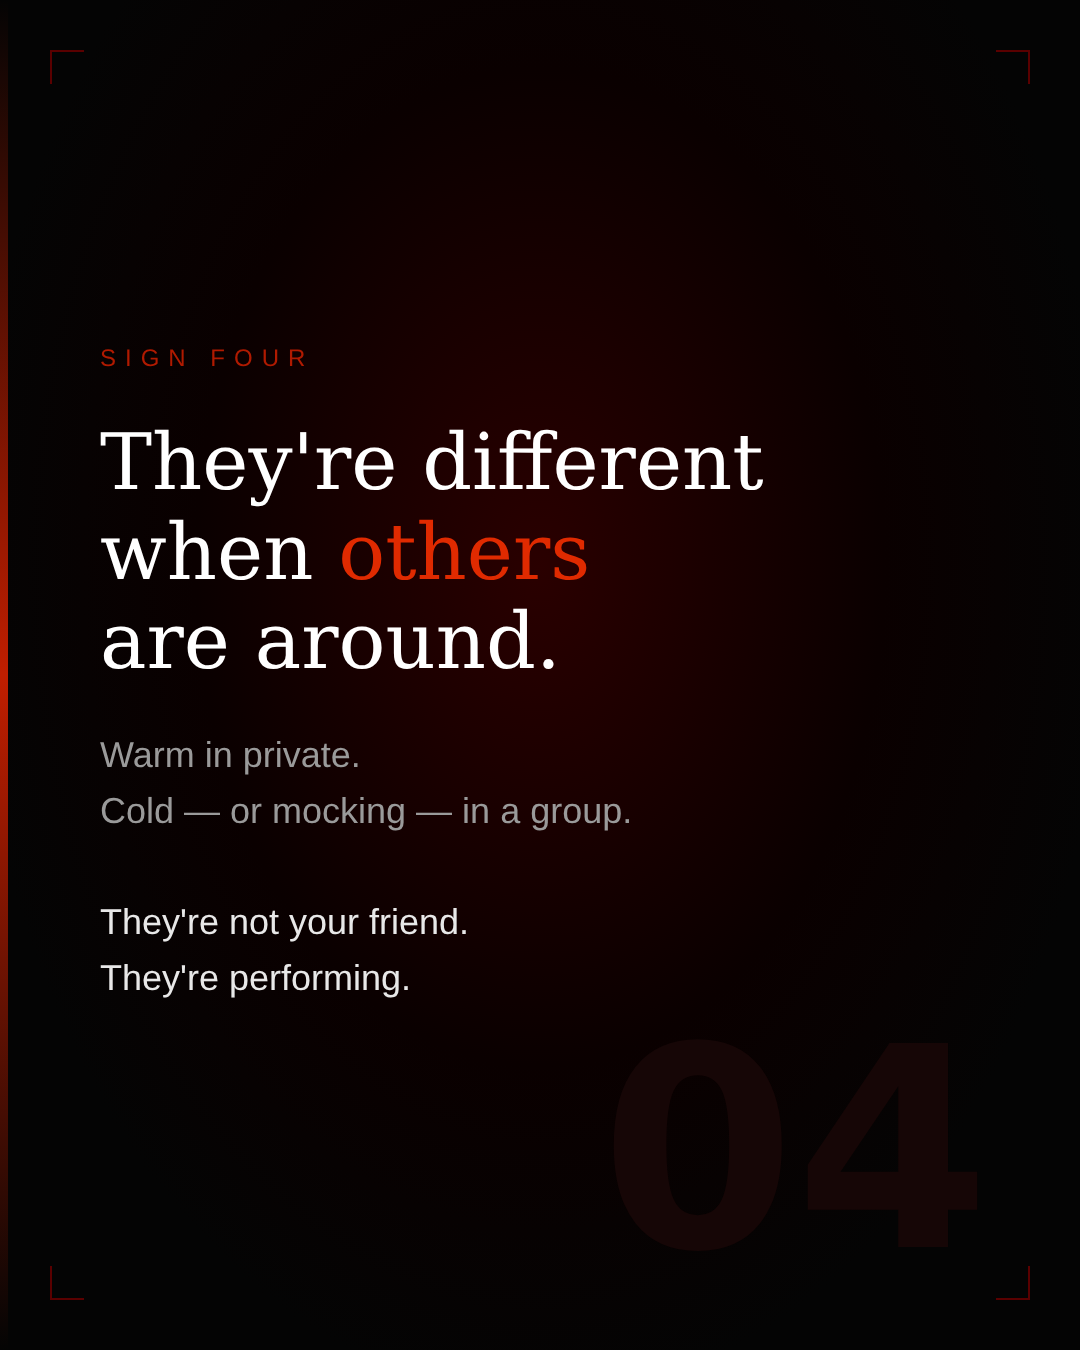 SIGN FOUR
They're different
when others
are around.
Warm in private.
Cold — or mocking — in a group.
They're not your friend.
They're performing.
04